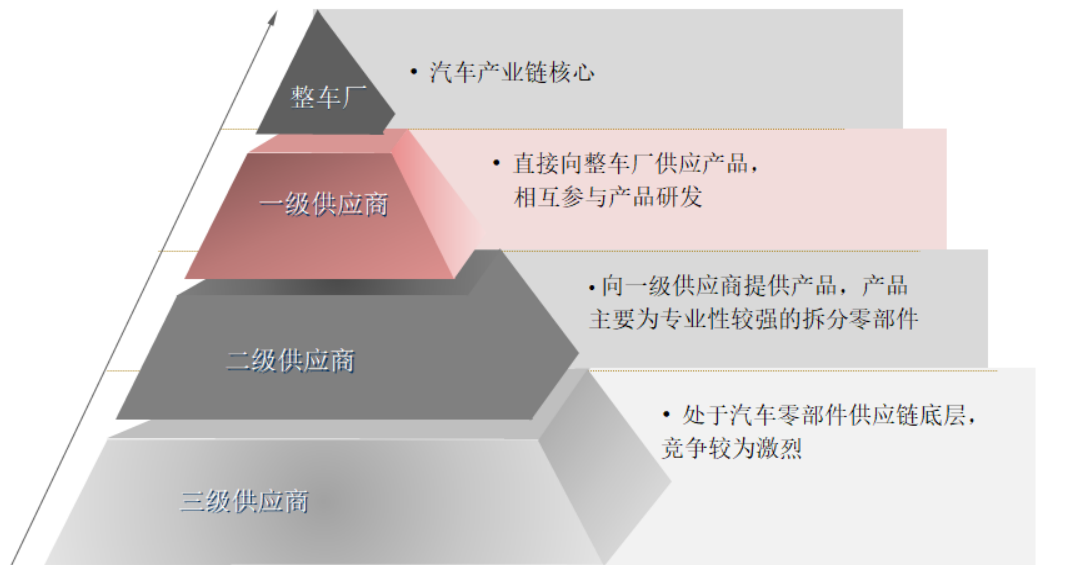 整车厂
• 汽车产业链核心
一级供应商
• 直接向整车厂供应产品，
相互参与产品研发
二级供应商
• 向一级供应商提供产品，产品
主要为专业性较强的拆分零部件
三级供应商
• 处于汽车零部件供应链底层，
竞争较为激烈